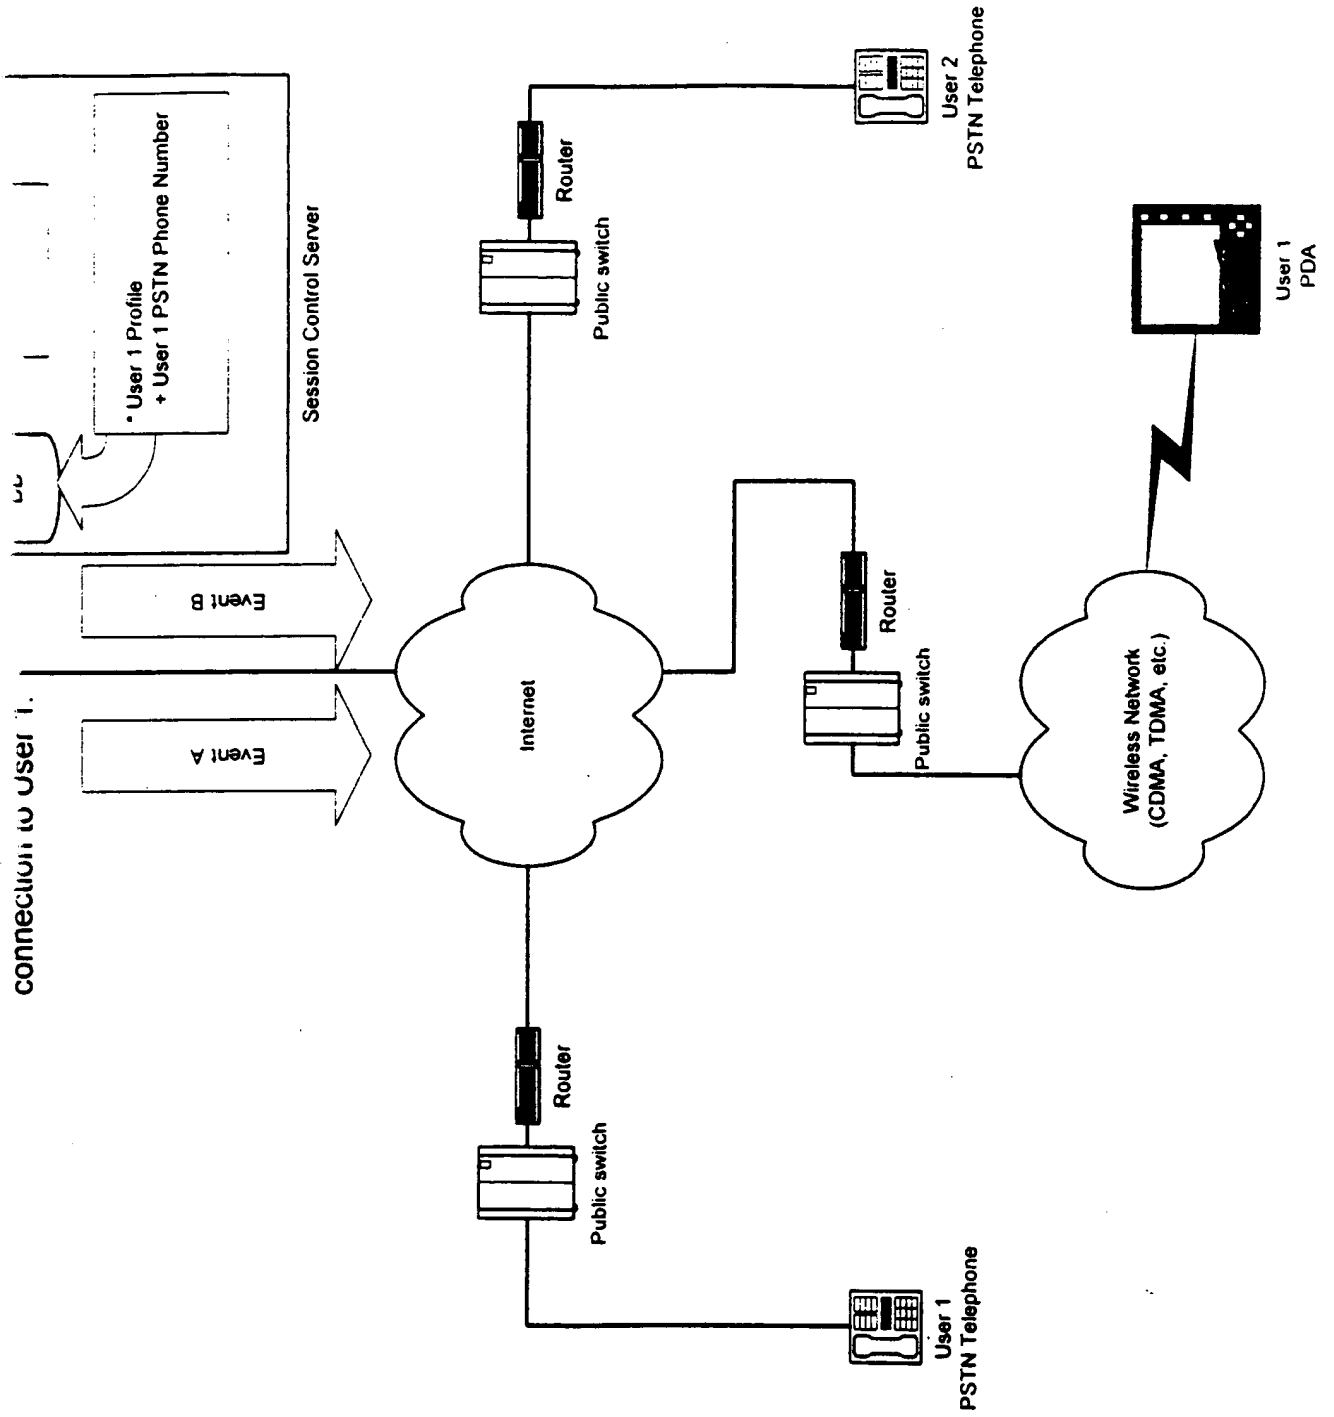 connection to User 1.
Event A
Event B
* User 1 Profile
+ User 1 PSTN Phone Number
Session Control Server
Internet
Router
Public switch
User 1
PSTN Telephone
Public switch
Router
User 2
PSTN Telephone
Router
Public switch
Wireless Network
(CDMA, TDMA, etc.)
User 1
PDA